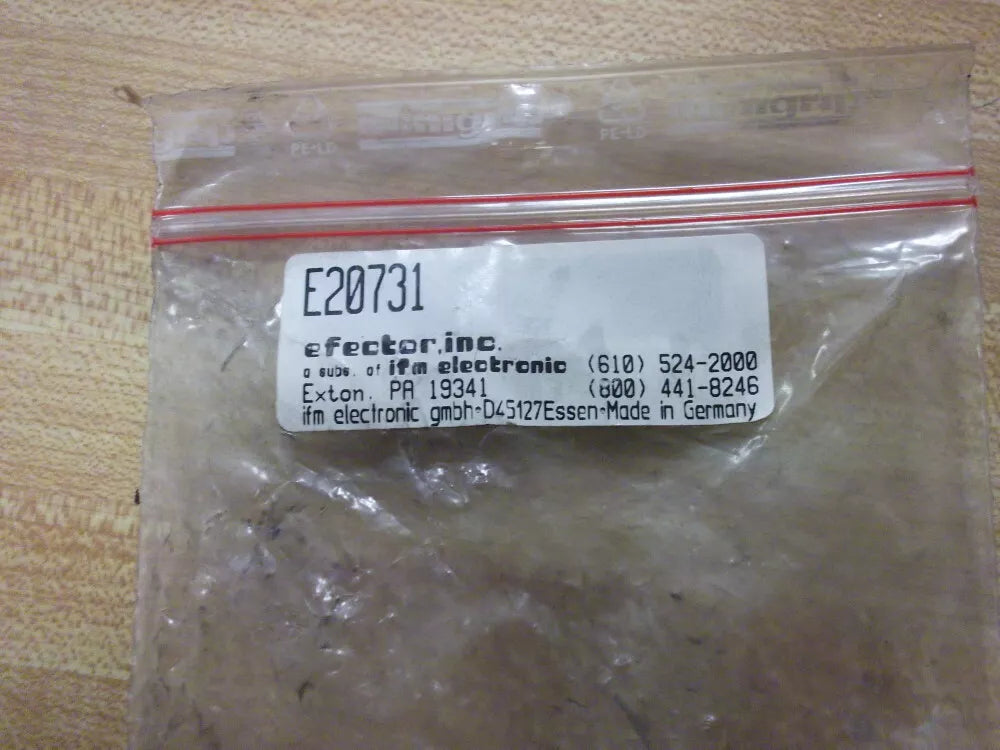 minigrip
PE-LD
PE-LD
E20731
efector,inc.
a subs. of ifm electronic (610) 524-2000
Exton, PA 19341 (800) 441-8246
ifm electronic gmbh•D45127Essen•Made in Germany